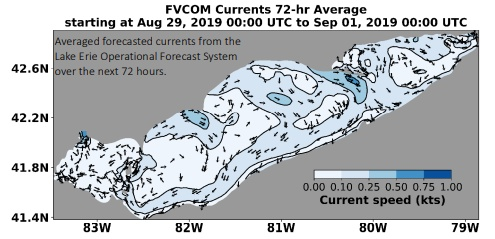 FVCOM Currents 72-hr Average
starting at Aug 29, 2019 00:00 UTC to Sep 01, 2019 00:00 UTC
Averaged forecasted currents from the
Lake Erie Operational Forecast System
over the next 72 hours.
42.6N
42.2N
41.8N
41.4N
0.00 0.10 0.25 0.50 0.75 1.00
Current speed (kts)
83W 82W 81W 80W 79W